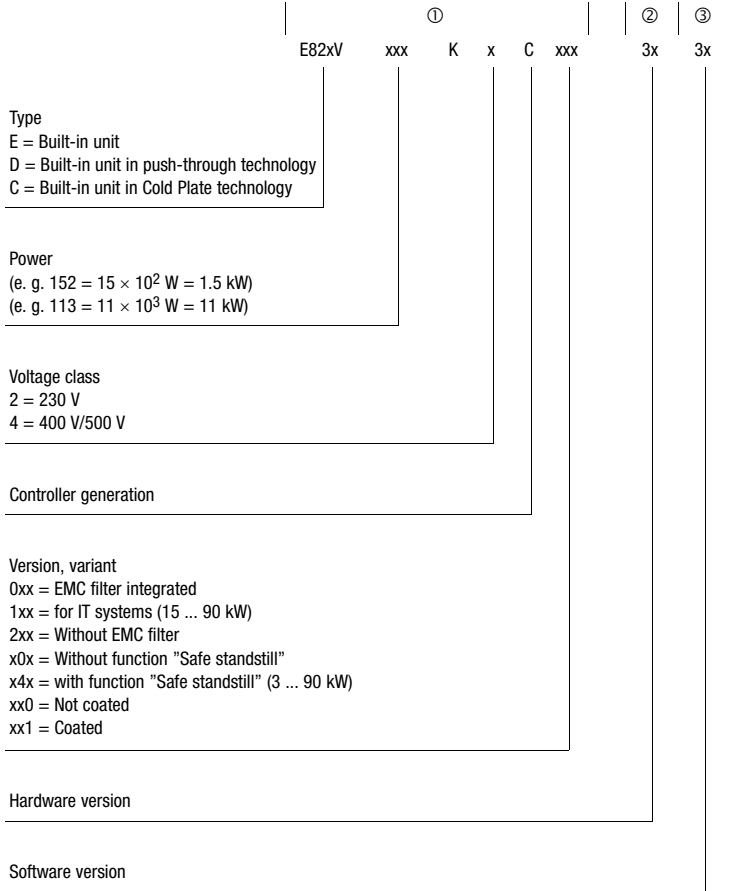 ① ② ③
E82xV xxx K x C xxx 3x 3x
Type
E = Built-in unit
D = Built-in unit in push-through technology
C = Built-in unit in Cold Plate technology
Power
(e. g. 152 = 15 × 10² W = 1.5 kW)
(e. g. 113 = 11 × 10³ W = 11 kW)
Voltage class
2 = 230 V
4 = 400 V/500 V
Controller generation
Version, variant
0xx = EMC filter integrated
1xx = for IT systems (15 ... 90 kW)
2xx = Without EMC filter
x0x = Without function ”Safe standstill”
x4x = with function ”Safe standstill” (3 ... 90 kW)
xx0 = Not coated
xx1 = Coated
Hardware version
Software version